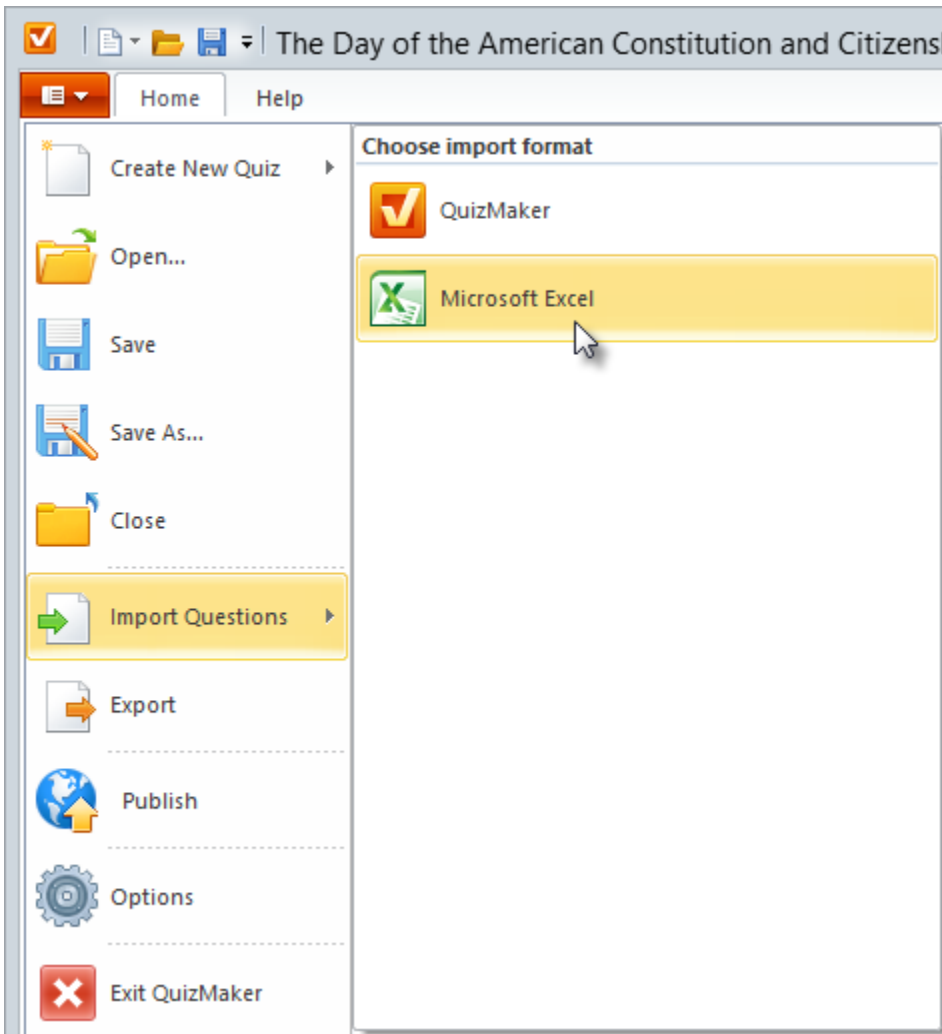 The Day of the American Constitution and Citizens
Home Help
Create New Quiz
Open...
Save
Save As...
Close
Import Questions
Export
Publish
Options
Exit QuizMaker
Choose import format
QuizMaker
Microsoft Excel